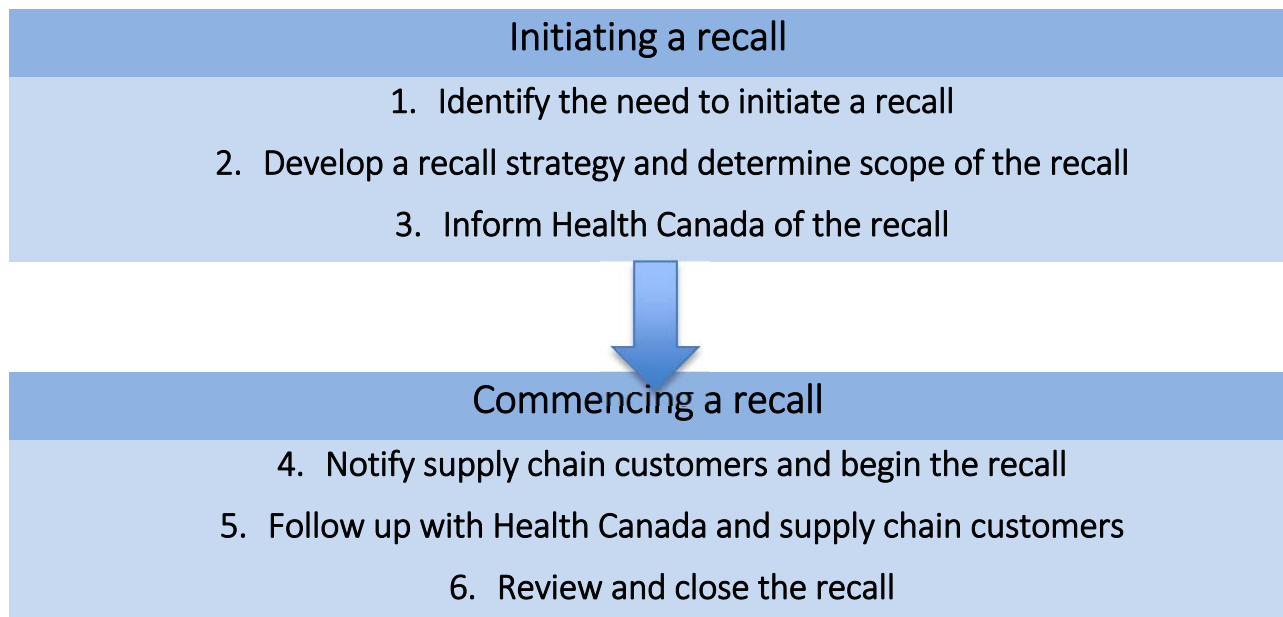 Initiating a recall
1. Identify the need to initiate a recall
2. Develop a recall strategy and determine scope of the recall
3. Inform Health Canada of the recall
Commencing a recall
4. Notify supply chain customers and begin the recall
5. Follow up with Health Canada and supply chain customers
6. Review and close the recall